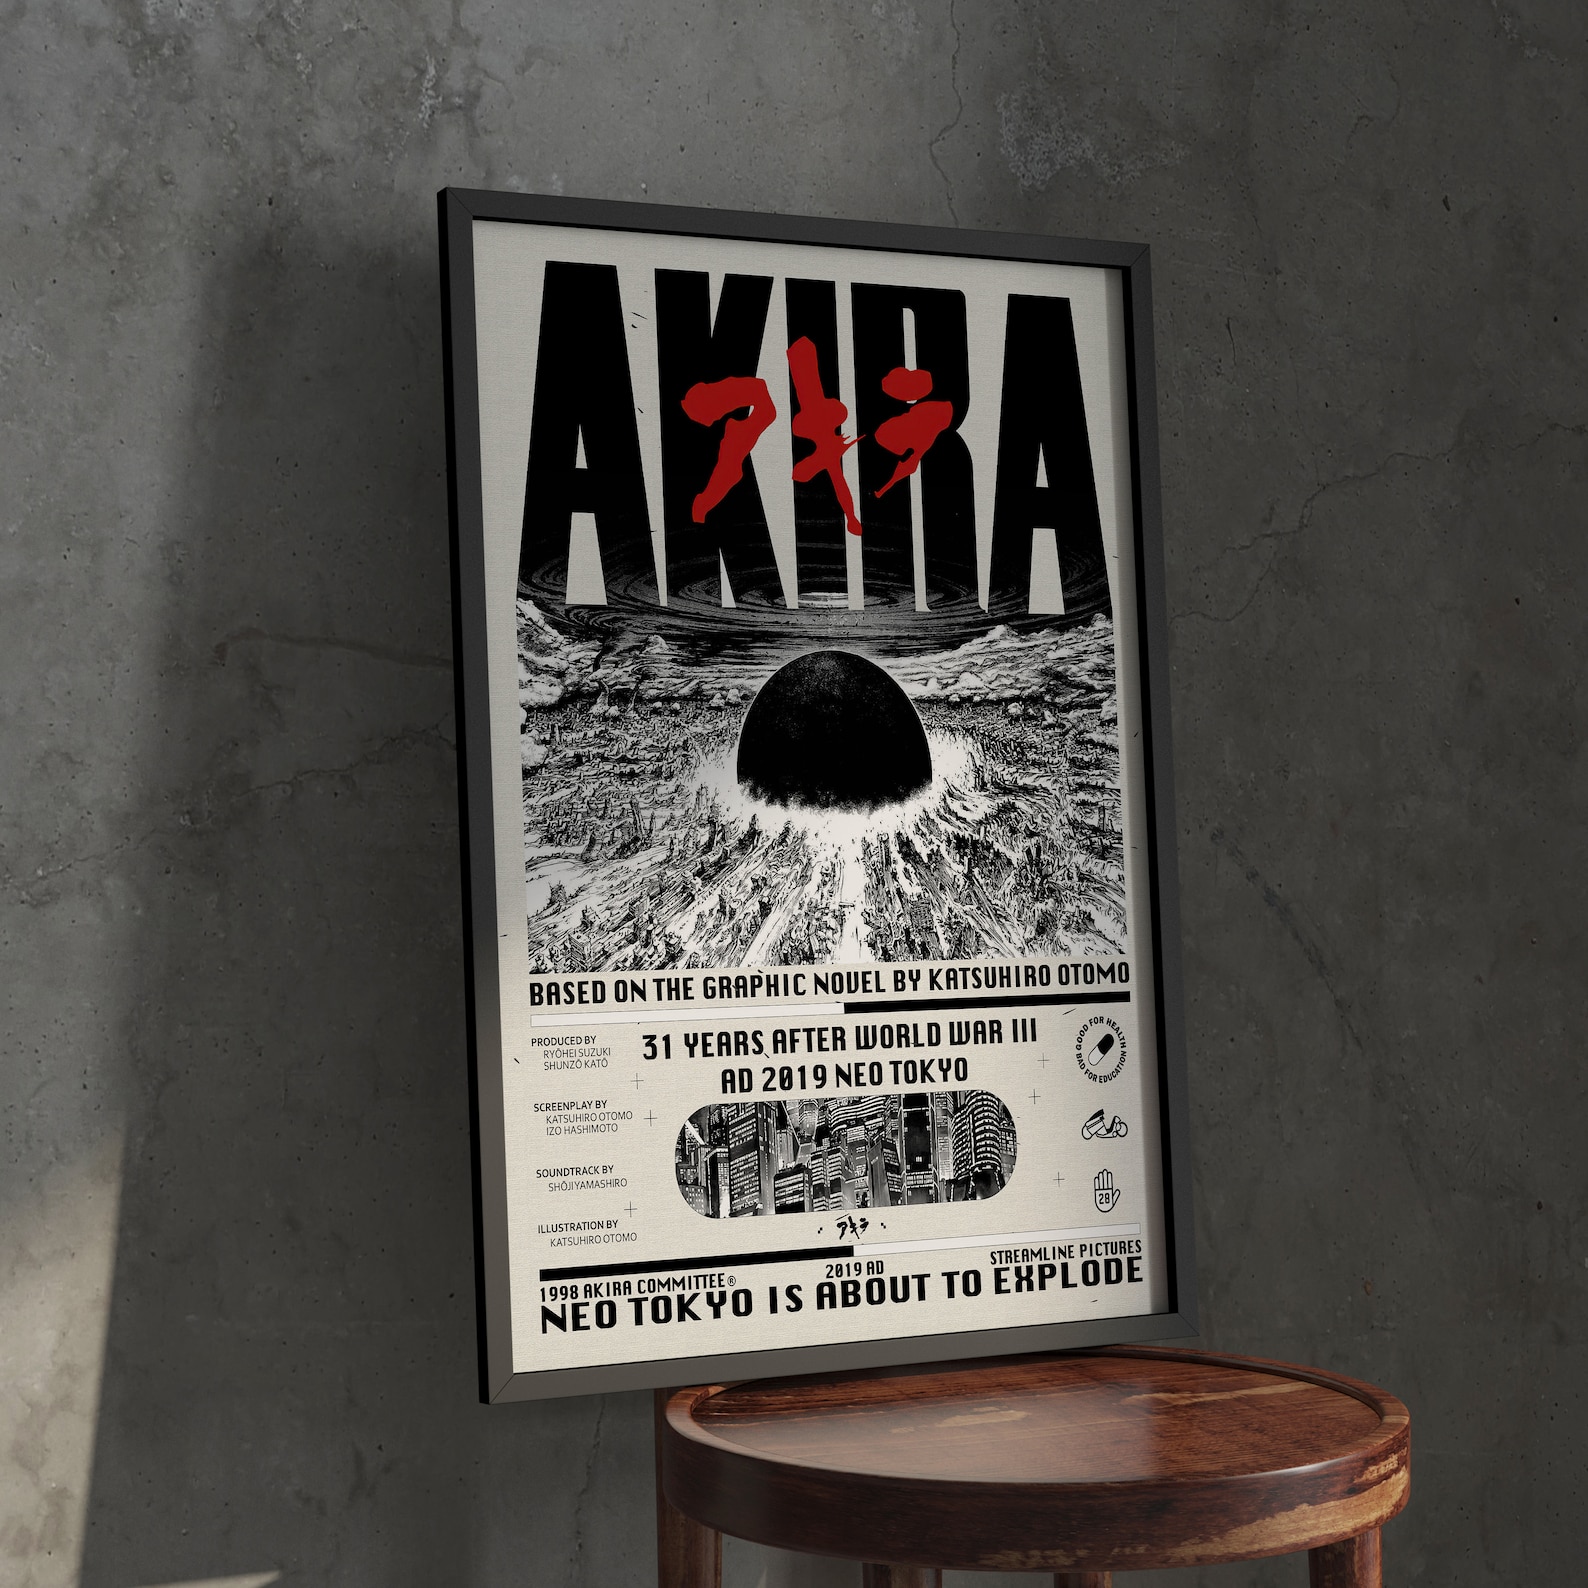 AKIRA
アキラ
BASED ON THE GRAPHIC NOVEL BY KATSUHIRO OTOMO
PRODUCED BY
RYŌHEI SUZUKI
SHUNZŌ KATŌ
31 YEARS AFTER WORLD WAR III
AD 2019 NEO TOKYO
GOOD FOR HEALTH
BAD FOR EDUCATION
SCREENPLAY BY
KATSUHIRO OTOMO
IZO HASHIMOTO
SOUNDTRACK BY
SHŌJI YAMASHIRO
28
ILLUSTRATION BY
KATSUHIRO OTOMO
アキラ
1998 AKIRA COMMITTEE®
2019 AD
STREAMLINE PICTURES
NEO TOKYO IS ABOUT TO EXPLODE